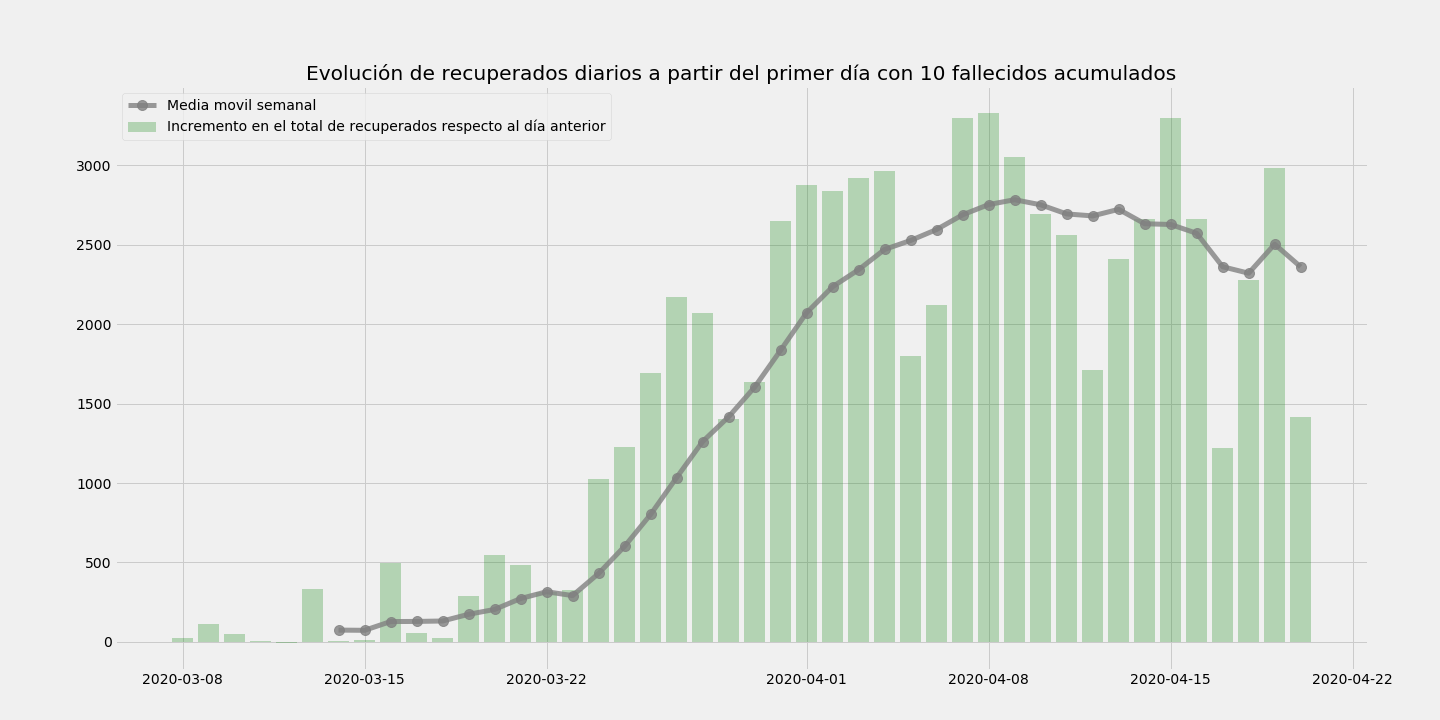 Evolución de recuperados diarios a partir del primer día con 10 fallecidos acumulados
Media movil semanal
Incremento en el total de recuperados respecto al día anterior
3000
2500
2000
1500
1000
500
0
2020-03-08 2020-03-15 2020-03-22 2020-04-01 2020-04-08 2020-04-15 2020-04-22